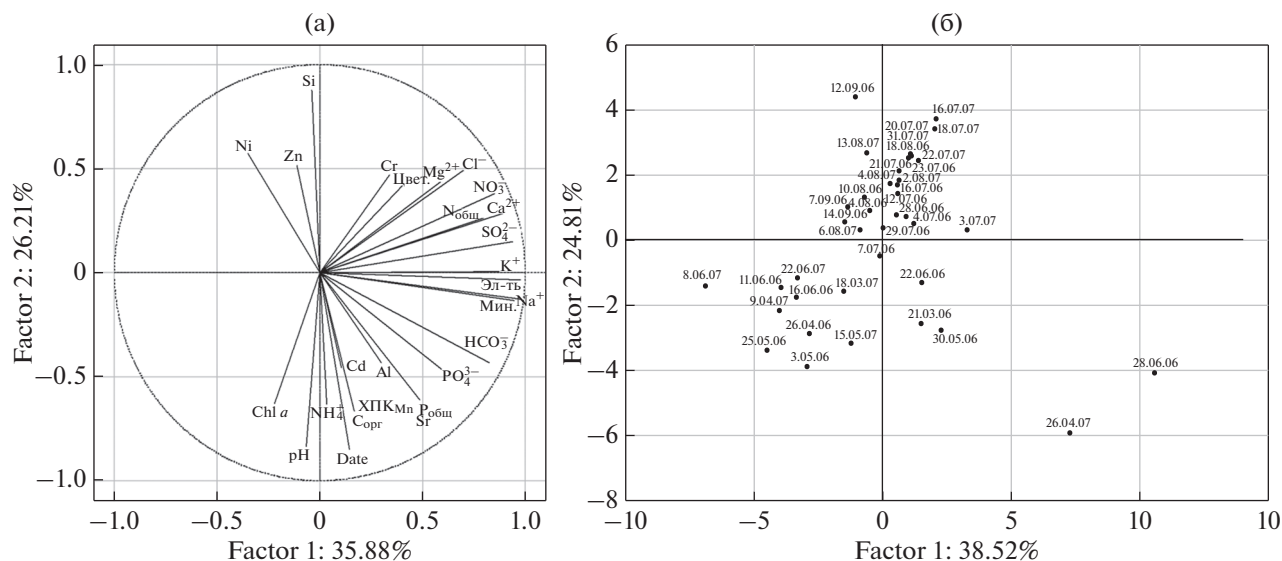 (а)
(б)
1.0
0.5
0
−0.5
−1.0
−1.0
−0.5
0
0.5
1.0
Factor 2: 26.21%
Factor 1: 35.88%
Si
Ni
Zn
Cr
Цвет.
Mg²⁺
Cl⁻
NO₃⁻
Nобщ
Ca²⁺
SO₄²⁻
K⁺
Эл-ть
Na⁺
Мин.
HCO₃⁻
Cd
Al
PO₄³⁻
Chl a
NH₄⁺
ХПКMn
Pобщ
Cорг
Sr
pH
Date
6
4
2
0
−2
−4
−6
−8
−10
−5
0
5
10
10
Factor 2: 24.81%
Factor 1: 38.52%
12.09.06
16.07.07
20.07.07
18.07.07
31.07.07
13.08.07
18.08.06
22.07.07
21.07.06
23.07.06
4.08.07
2.08.07
10.08.06
16.07.06
7.09.06
4.08.06
12.07.06
28.06.06
14.09.06
4.07.06
3.07.07
6.08.07
29.07.06
7.07.06
8.06.07
11.06.06
22.06.07
18.03.07
22.06.06
16.06.06
9.04.07
21.03.06
26.04.06
15.05.07
30.05.06
25.05.06
3.05.06
28.06.06
26.04.07